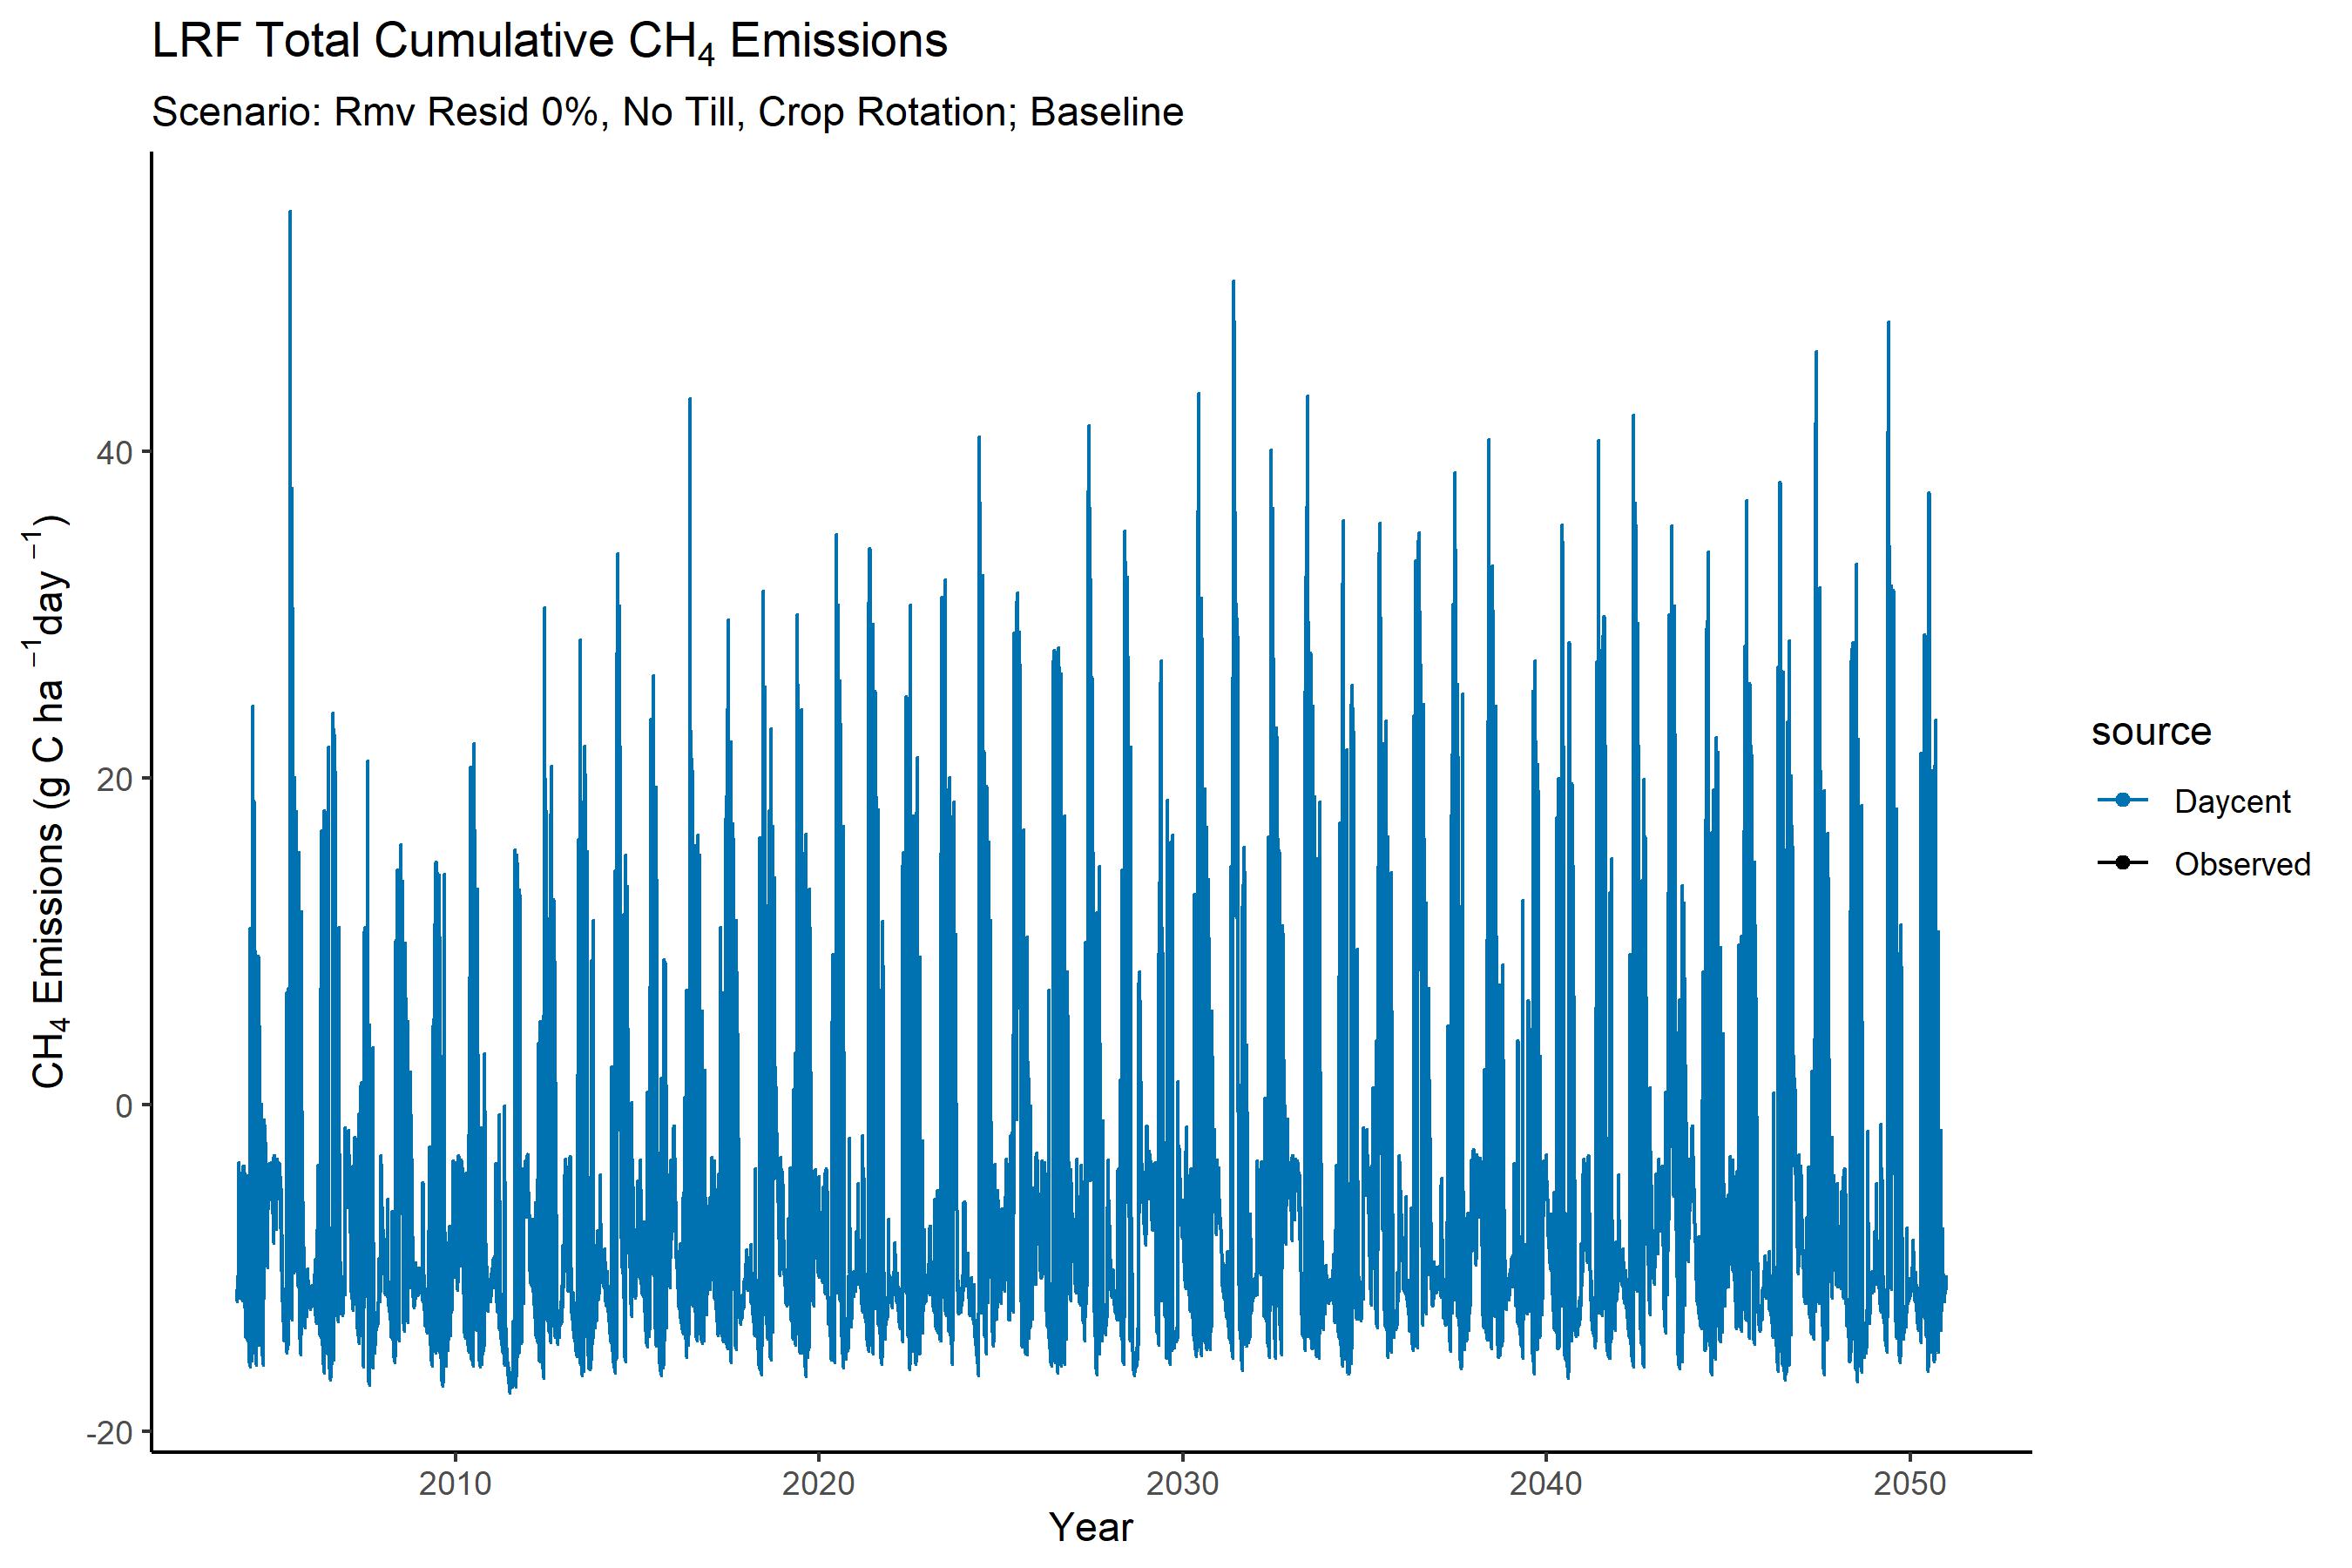 LRF Total Cumulative CH₄ Emissions
Scenario: Rmv Resid 0%, No Till, Crop Rotation; Baseline
CH₄ Emissions (g C ha ⁻¹day ⁻¹)
40
20
0
-20
2010 2020 2030 2040 2050
Year
source
Daycent
Observed